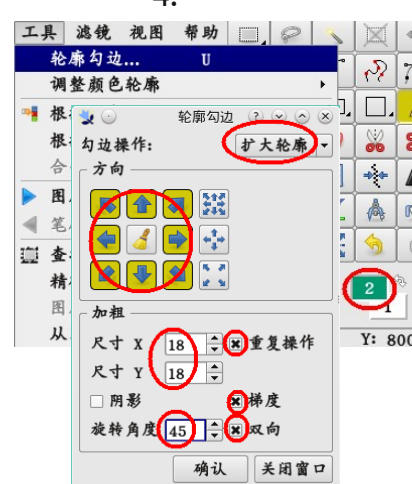 4.
工具 滤镜 视图 帮助
轮廓勾边... U
调整颜色轮廓
根
根
合
图
笔
查
精
图
从
轮廓勾边
勾边操作: 扩大轮廓
方向
加粗
尺寸 X 18 重复操作
尺寸 Y 18
阴影 梯度
旋转角度 45 双向
确认 关闭窗口
2
1
Y: 800